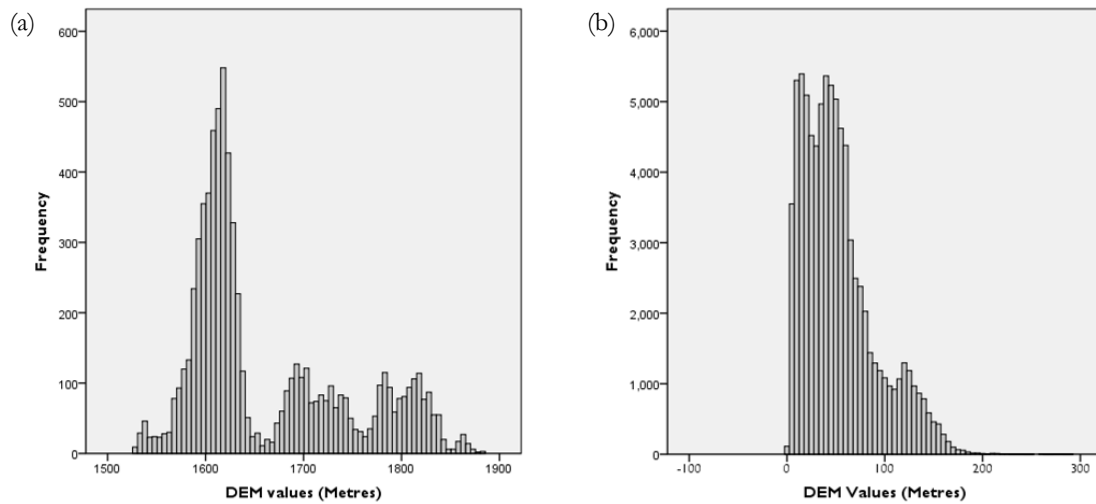 (a)
600
500
400
300
200
100
0
Frequency
1500 1600 1700 1800 1900
DEM values (Metres)
(b)
6,000
5,000
4,000
3,000
2,000
1,000
0
Frequency
-100 0 100 200 300
DEM Values (Metres)